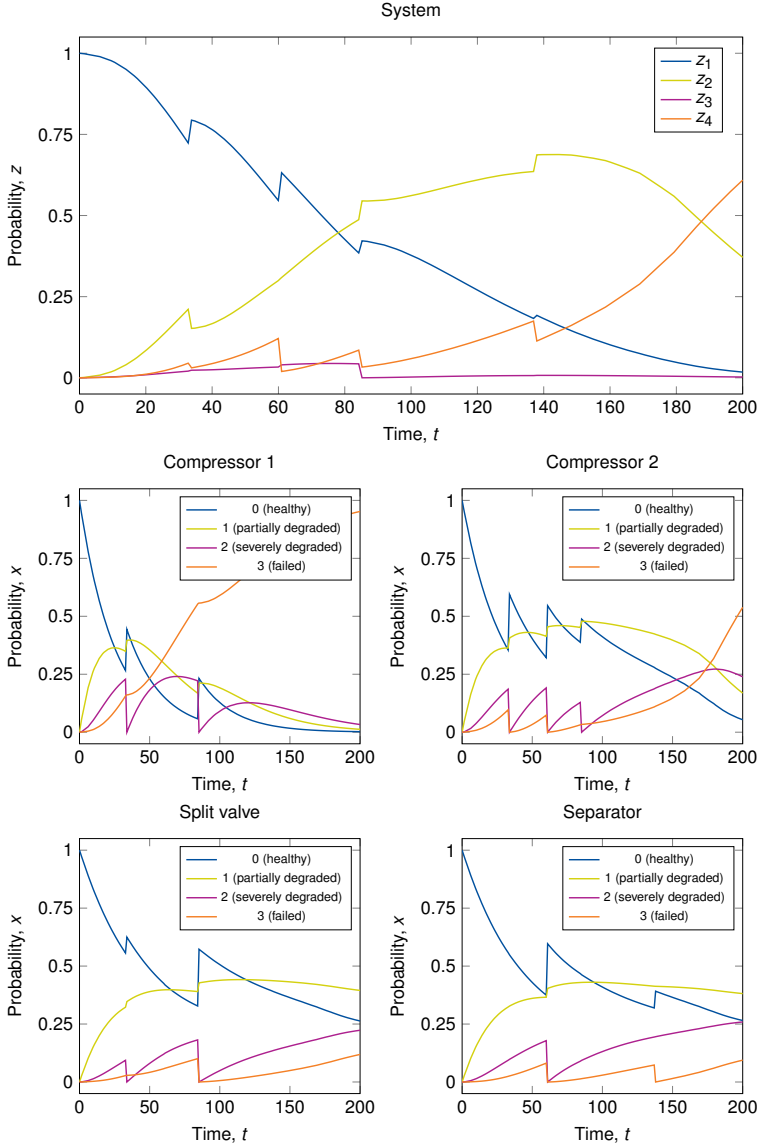 System
1
0.75
0.5
0.25
0
Probability, z
z1
z2
z3
z4
0 20 40 60 80 100 120 140 160 180 200
Time, t
Compressor 1
1
0.75
0.5
0.25
0
Probability, x
0 (healthy)
1 (partially degraded)
2 (severely degraded)
3 (failed)
0 50 100 150 200
Time, t
Compressor 2
1
0.75
0.5
0.25
0
Probability, x
0 (healthy)
1 (partially degraded)
2 (severely degraded)
3 (failed)
0 50 100 150 200
Time, t
Split valve
1
0.75
0.5
0.25
0
Probability, x
0 (healthy)
1 (partially degraded)
2 (severely degraded)
3 (failed)
0 50 100 150 200
Time, t
Separator
1
0.75
0.5
0.25
0
Probability, x
0 (healthy)
1 (partially degraded)
2 (severely degraded)
3 (failed)
0 50 100 150 200
Time, t